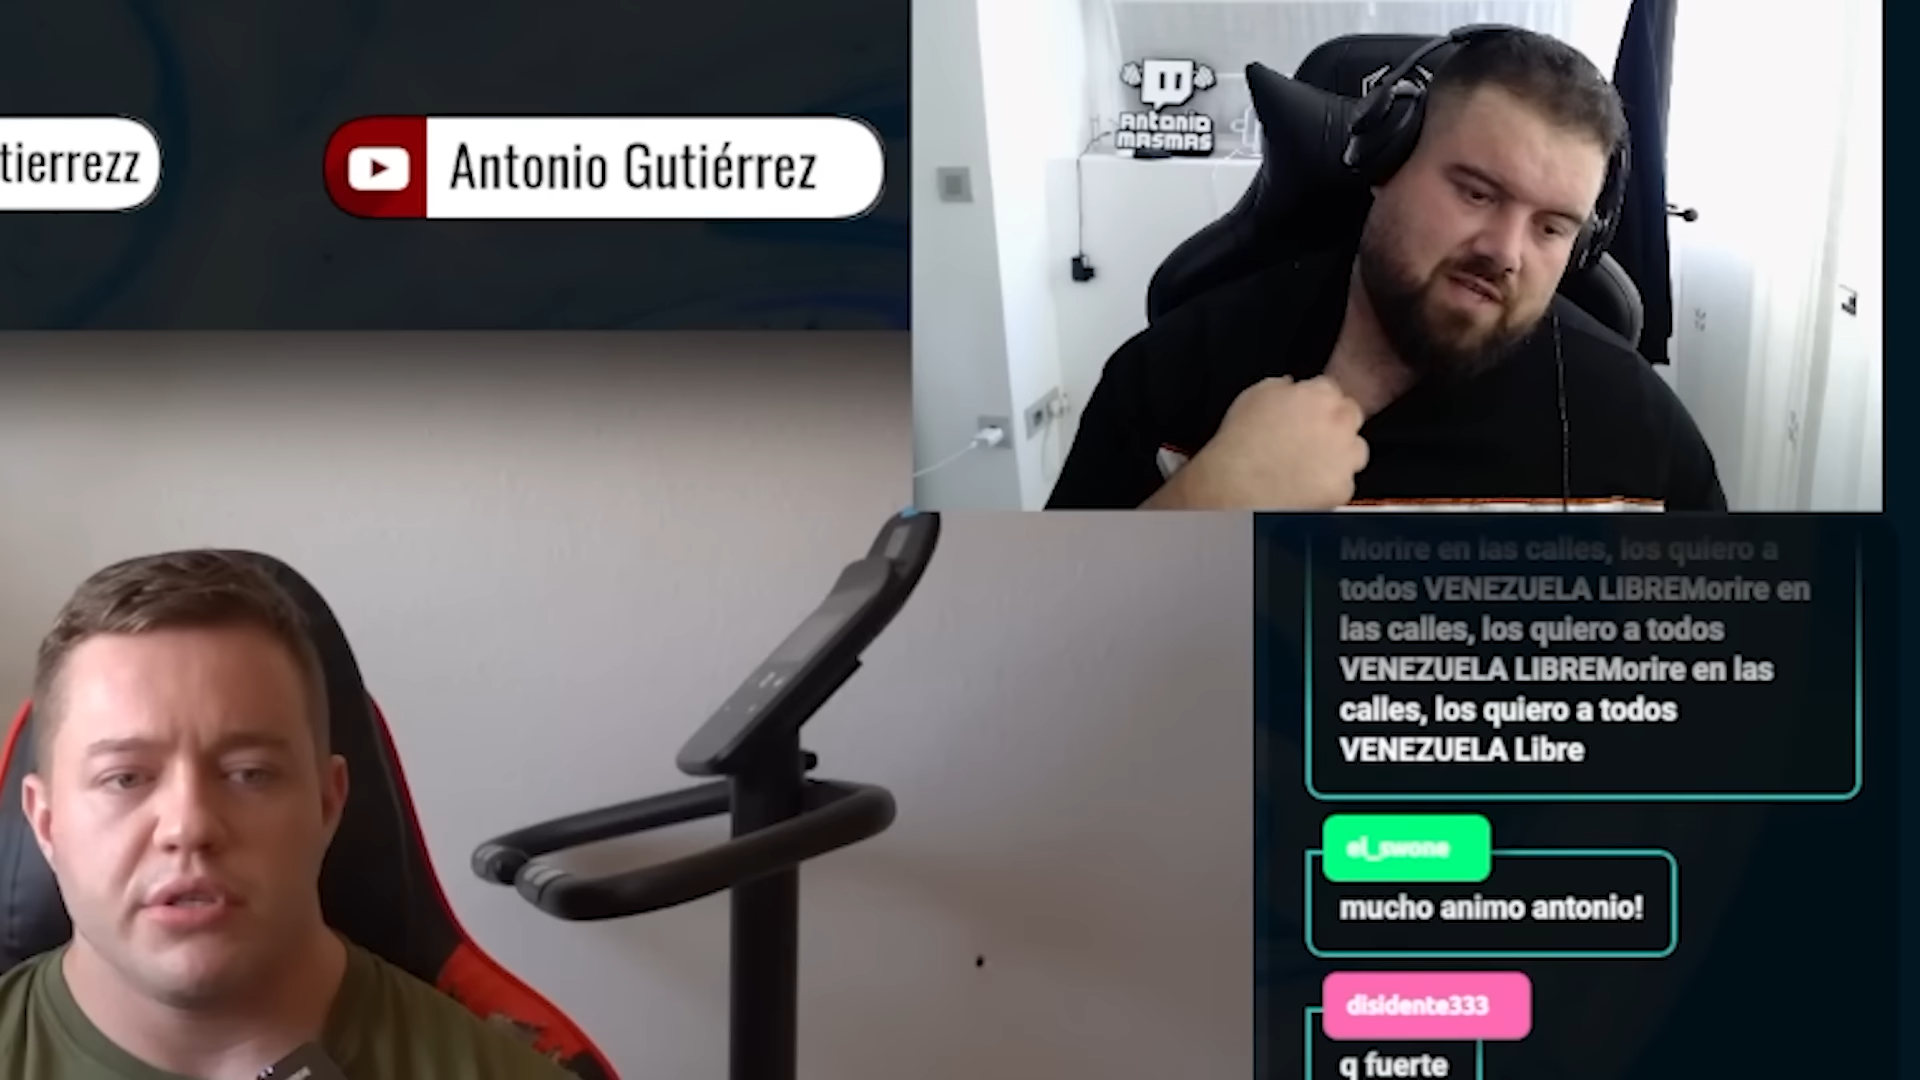 tierrezz
Antonio Gutiérrez
Antonio
MASMAS
Morire en las calles, los quiero a
todos VENEZUELA LIBREMorire en
las calles, los quiero a todos
VENEZUELA LIBREMorire en las
calles, los quiero a todos
VENEZUELA Libre
el_swone
mucho animo antonio!
disidente333
q fuerte